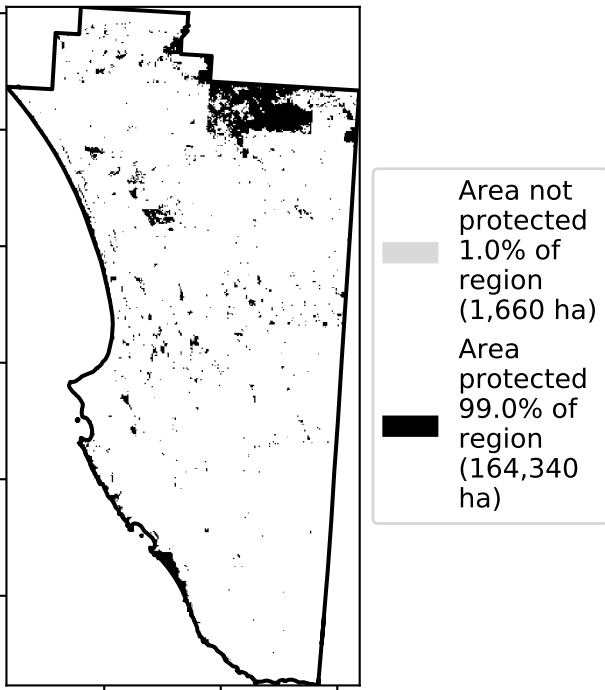 Area not
protected
1.0% of
region
(1,660 ha)
Area
protected
99.0% of
region
(164,340
ha)